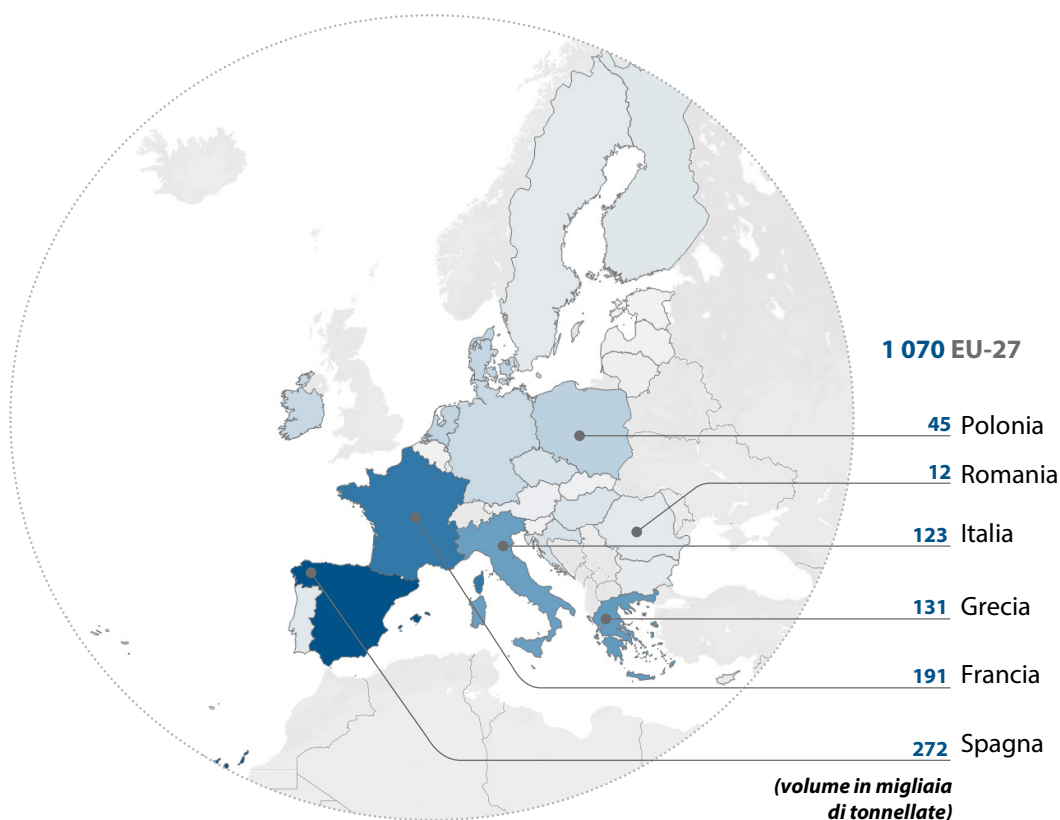 1 070 EU-27
45 Polonia
12 Romania
123 Italia
131 Grecia
191 Francia
272 Spagna
(volume in migliaia
di tonnellate)